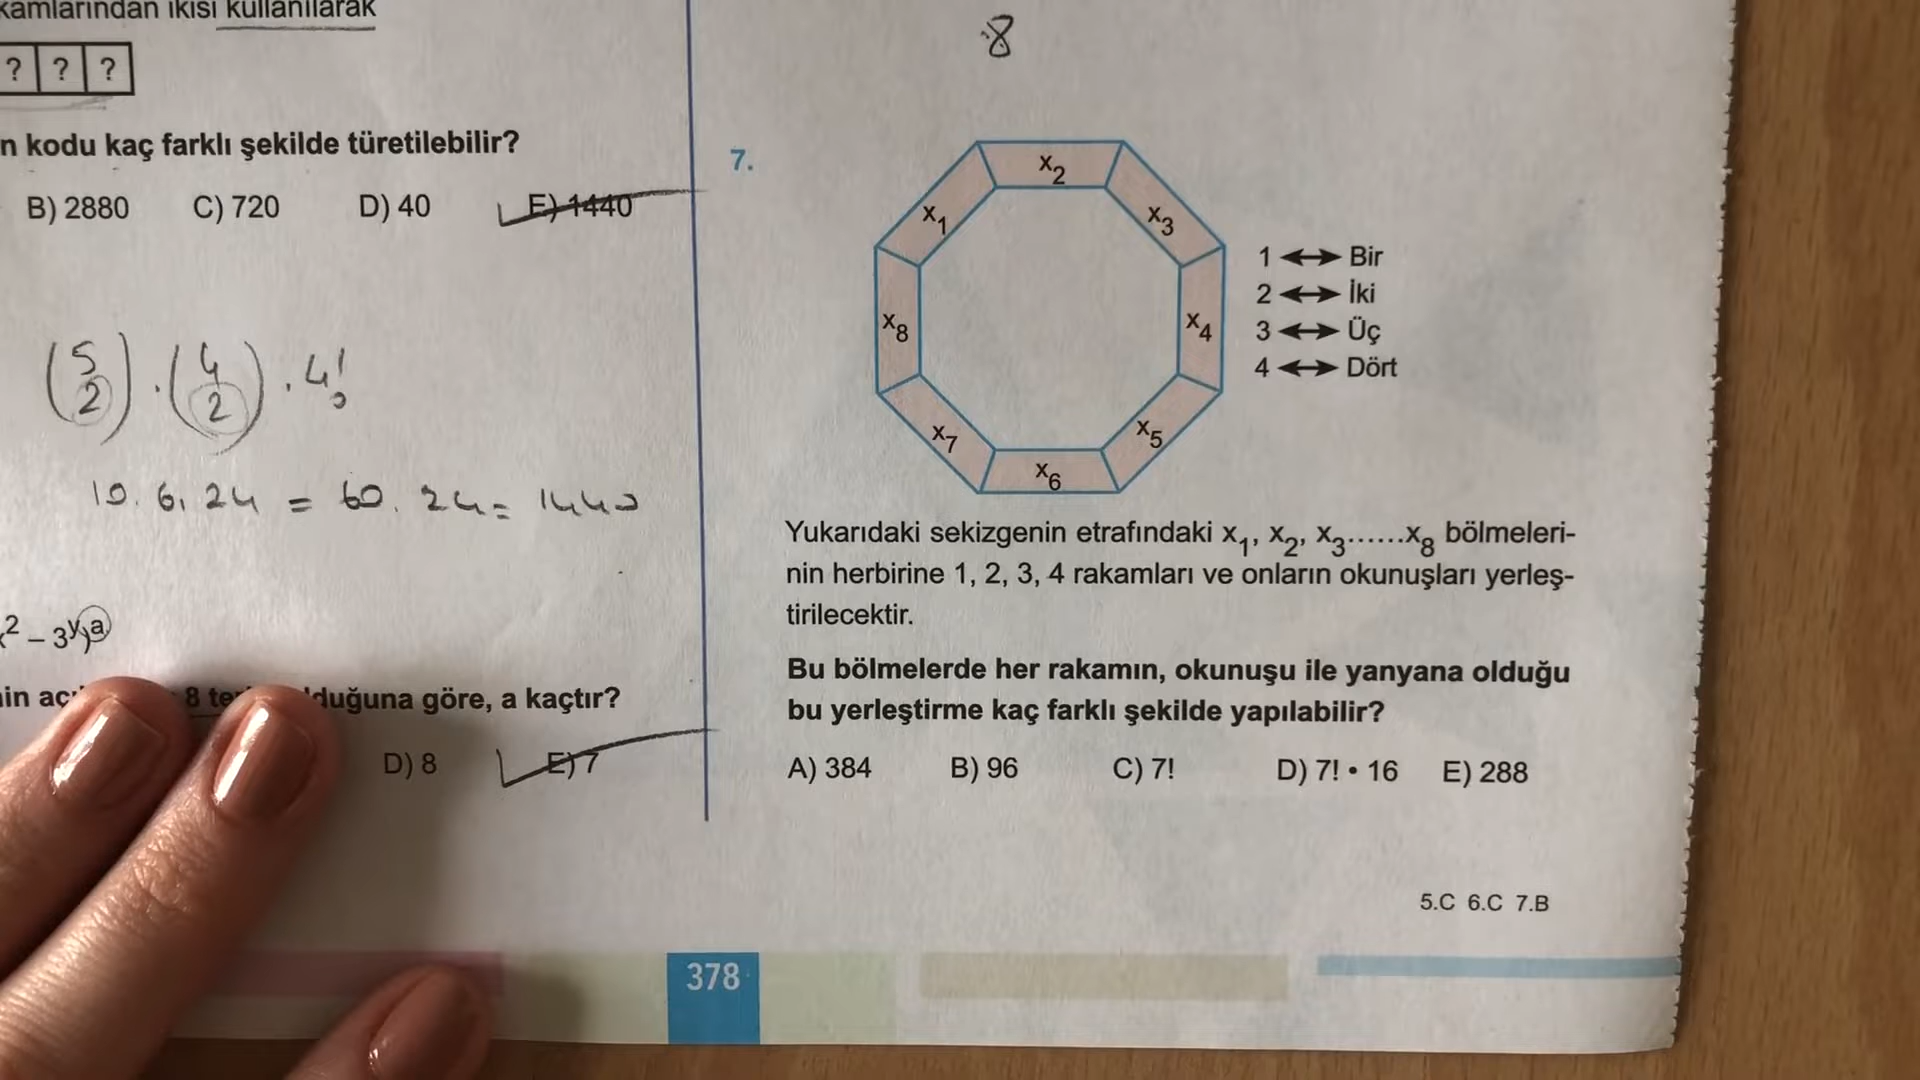 kamlarından ikisi kullanılarak
? ? ?
n kodu kaç farklı şekilde türetilebilir?
B) 2880 C) 720 D) 40 E) 1440
(5 2) . (4 2) . 4!
10. 6. 24 = 60. 24 = 1440
x² – 3ʸ)ᵃ
8 olduğuna göre, a kaçtır?
D) 8 E) 7
8
7.
x₁
x₂
x₃
x₄
x₅
x₆
x₇
x₈
1 ↔ Bir
2 ↔ İki
3 ↔ Üç
4 ↔ Dört
Yukarıdaki sekizgenin etrafındaki x₁, x₂, x₃......x₈ bölmeleri-
nin herbirine 1, 2, 3, 4 rakamları ve onların okunuşları yerleş-
tirilecektir.
Bu bölmelerde her rakamın, okunuşu ile yanyana olduğu
bu yerleştirme kaç farklı şekilde yapılabilir?
A) 384 B) 96 C) 7! D) 7! • 16 E) 288
5.C 6.C 7.B
378